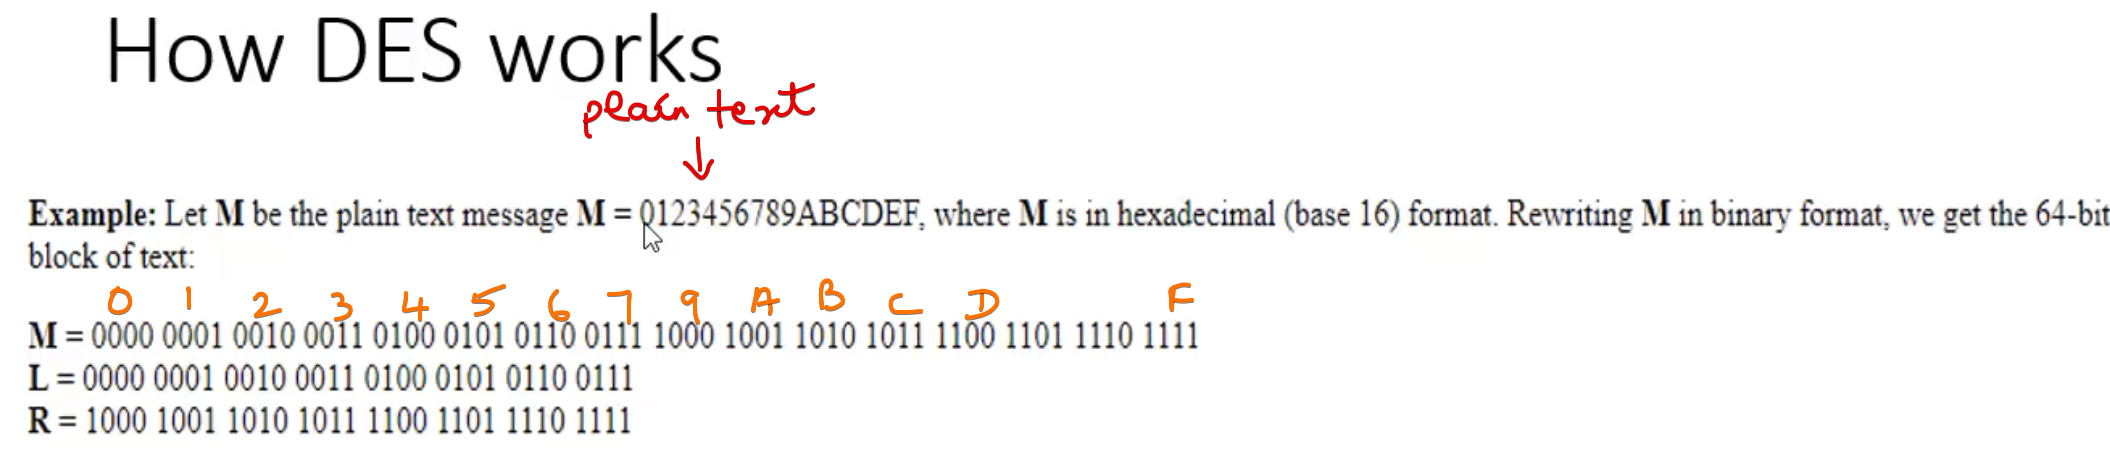 How DES works
plain text
↓
Example: Let M be the plain text message M = 0123456789ABCDEF, where M is in hexadecimal (base 16) format. Rewriting M in binary format, we get the 64-bit
block of text:
0 1 2 3 4 5 6 7 9 A B C D F
M = 0000 0001 0010 0011 0100 0101 0110 0111 1000 1001 1010 1011 1100 1101 1110 1111
L = 0000 0001 0010 0011 0100 0101 0110 0111
R = 1000 1001 1010 1011 1100 1101 1110 1111